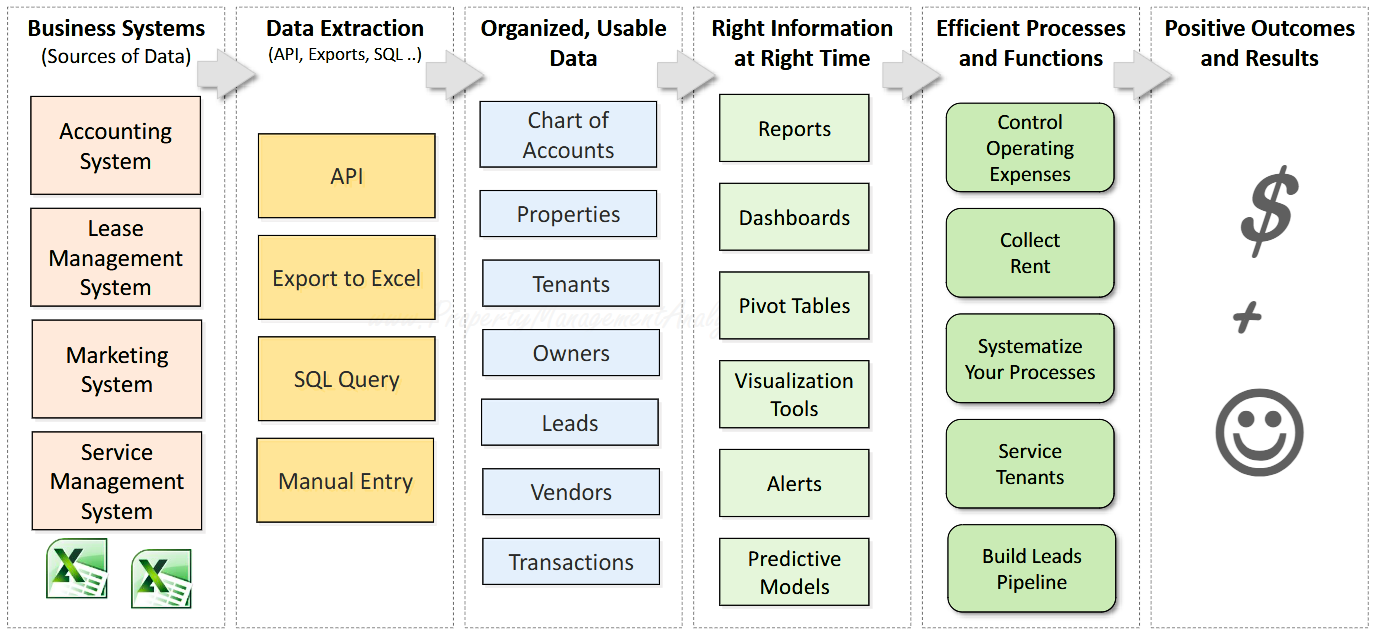 Business Systems
(Sources of Data)
Accounting
System
Lease
Management
System
Marketing
System
Service
Management
System
Data Extraction
(API, Exports, SQL ..)
API
Export to Excel
SQL Query
Manual Entry
Organized, Usable
Data
Chart of
Accounts
Properties
Tenants
Owners
Leads
Vendors
Transactions
Right Information
at Right Time
Reports
Dashboards
Pivot Tables
Visualization
Tools
Alerts
Predictive
Models
Efficient Processes
and Functions
Control
Operating
Expenses
Collect
Rent
Systematize
Your Processes
Service
Tenants
Build Leads
Pipeline
Positive Outcomes
and Results
$
+